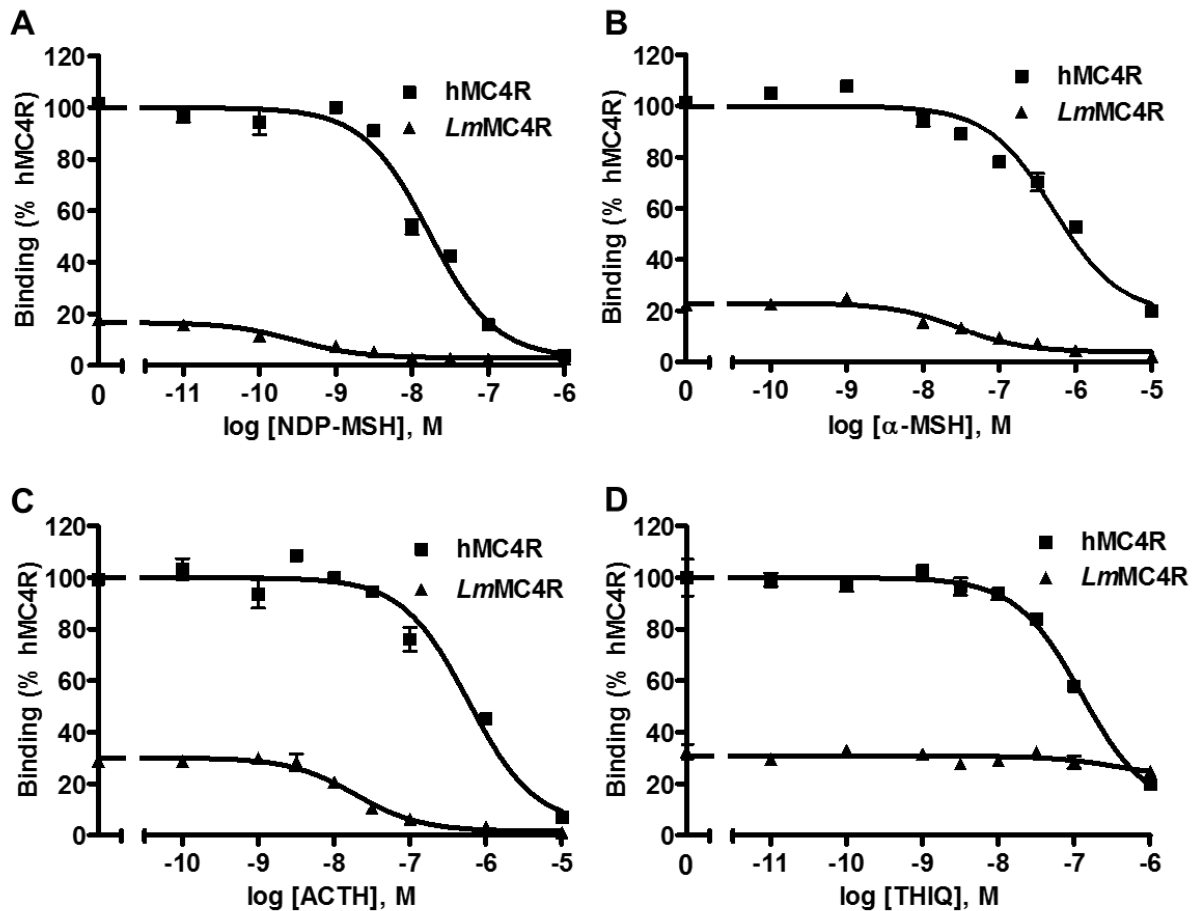 A
120
100
80
60
40
20
0
Binding (% hMC4R)
hMC4R
LmMC4R
0 -11 -10 -9 -8 -7 -6
log [NDP-MSH], M
B
120
100
80
60
40
20
0
Binding (% hMC4R)
hMC4R
LmMC4R
0 -10 -9 -8 -7 -6 -5
log [α-MSH], M
C
120
100
80
60
40
20
0
Binding (% hMC4R)
hMC4R
LmMC4R
-10 -9 -8 -7 -6 -5
log [ACTH], M
D
120
100
80
60
40
20
0
Binding (% hMC4R)
hMC4R
LmMC4R
0 -11 -10 -9 -8 -7 -6
log [THIQ], M